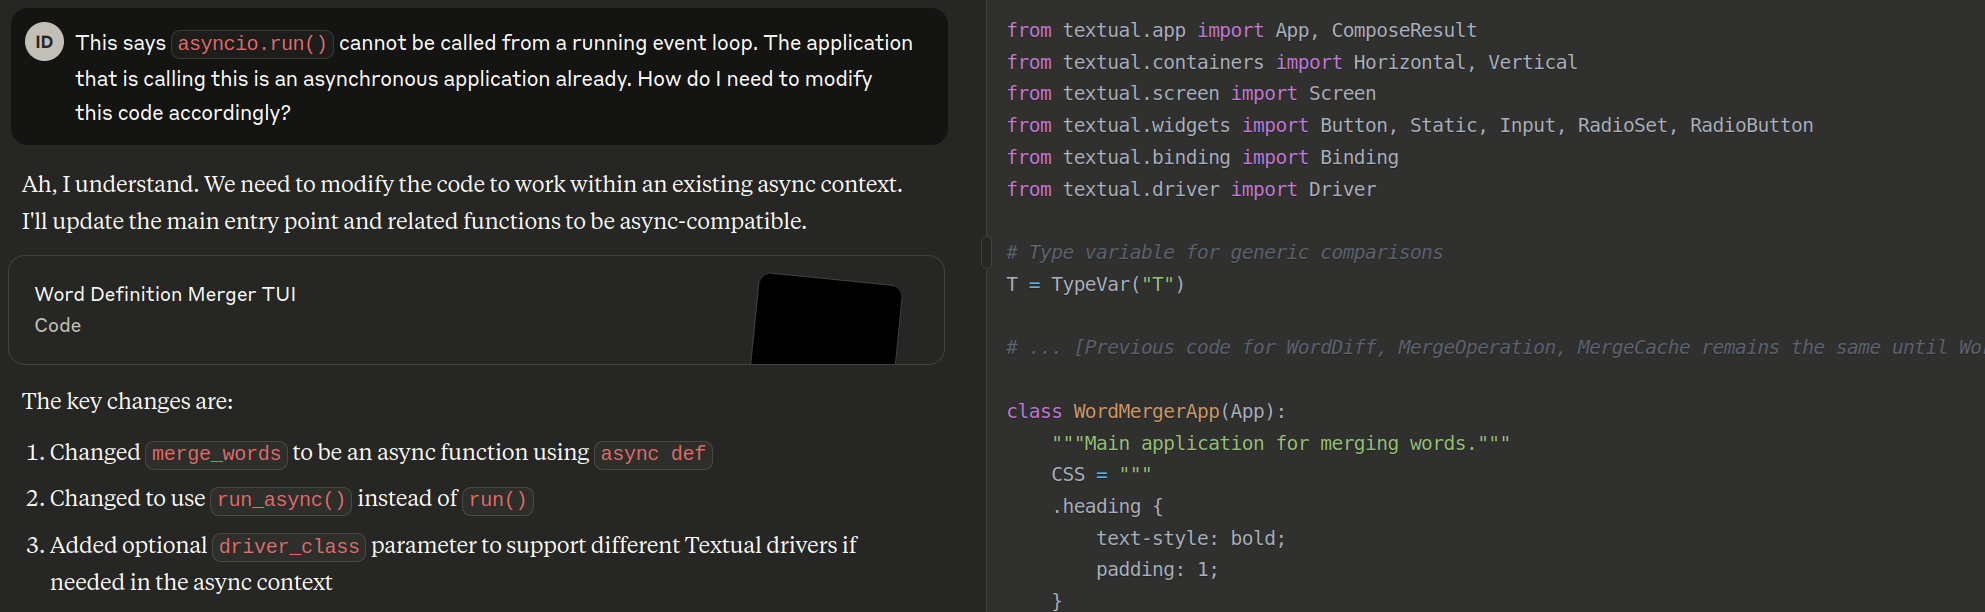 ID
This says asyncio.run() cannot be called from a running event loop. The application
that is calling this is an asynchronous application already. How do I need to modify
this code accordingly?
Ah, I understand. We need to modify the code to work within an existing async context.
I'll update the main entry point and related functions to be async-compatible.
Word Definition Merger TUI
Code
The key changes are:
1. Changed merge_words to be an async function using async def
2. Changed to use run_async() instead of run()
3. Added optional driver_class parameter to support different Textual drivers if
needed in the async context
from textual.app import App, ComposeResult
from textual.containers import Horizontal, Vertical
from textual.screen import Screen
from textual.widgets import Button, Static, Input, RadioSet, RadioButton
from textual.binding import Binding
from textual.driver import Driver
# Type variable for generic comparisons
T = TypeVar("T")
# ... [Previous code for WordDiff, MergeOperation, MergeCache remains the same until
class WordMergerApp(App):
"""Main application for merging words."""
CSS = """
.heading {
text-style: bold;
padding: 1;
}